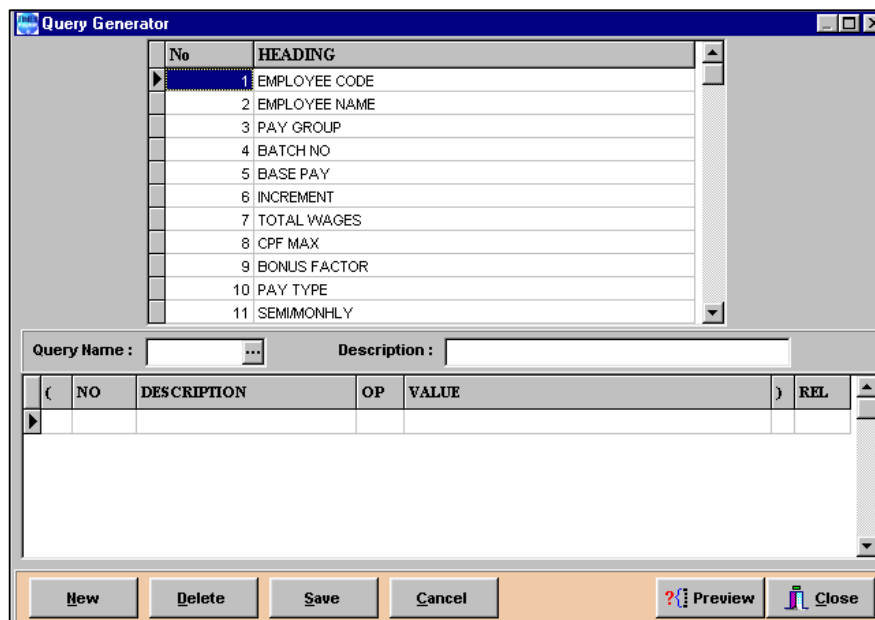 Query Generator
No HEADING
1 EMPLOYEE CODE
2 EMPLOYEE NAME
3 PAY GROUP
4 BATCH NO
5 BASE PAY
6 INCREMENT
7 TOTAL WAGES
8 CPF MAX
9 BONUS FACTOR
10 PAY TYPE
11 SEMI/MONHLY
Query Name : ... Description :
( NO DESCRIPTION OP VALUE ) REL
New Delete Save Cancel ?{ Preview Close